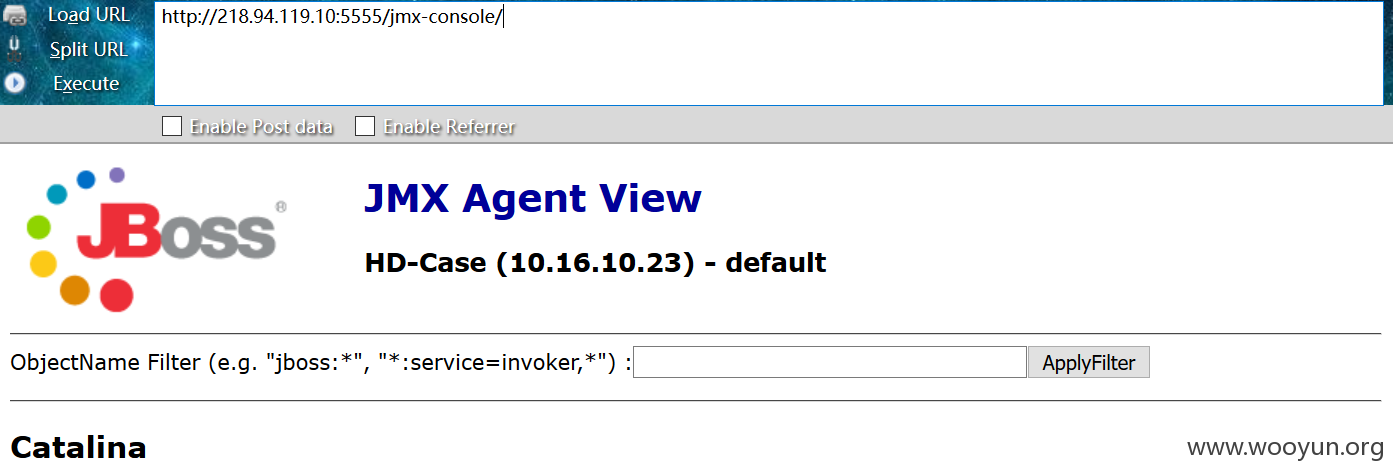 Load URL
http://218.94.119.10:5555/jmx-console/
Split URL
Execute
Enable Post data Enable Referrer
JBoss®
JMX Agent View
HD-Case (10.16.10.23) - default
ObjectName Filter (e.g. "jboss:*", "*:service=invoker,*") : ApplyFilter
Catalina
www.wooyun.org